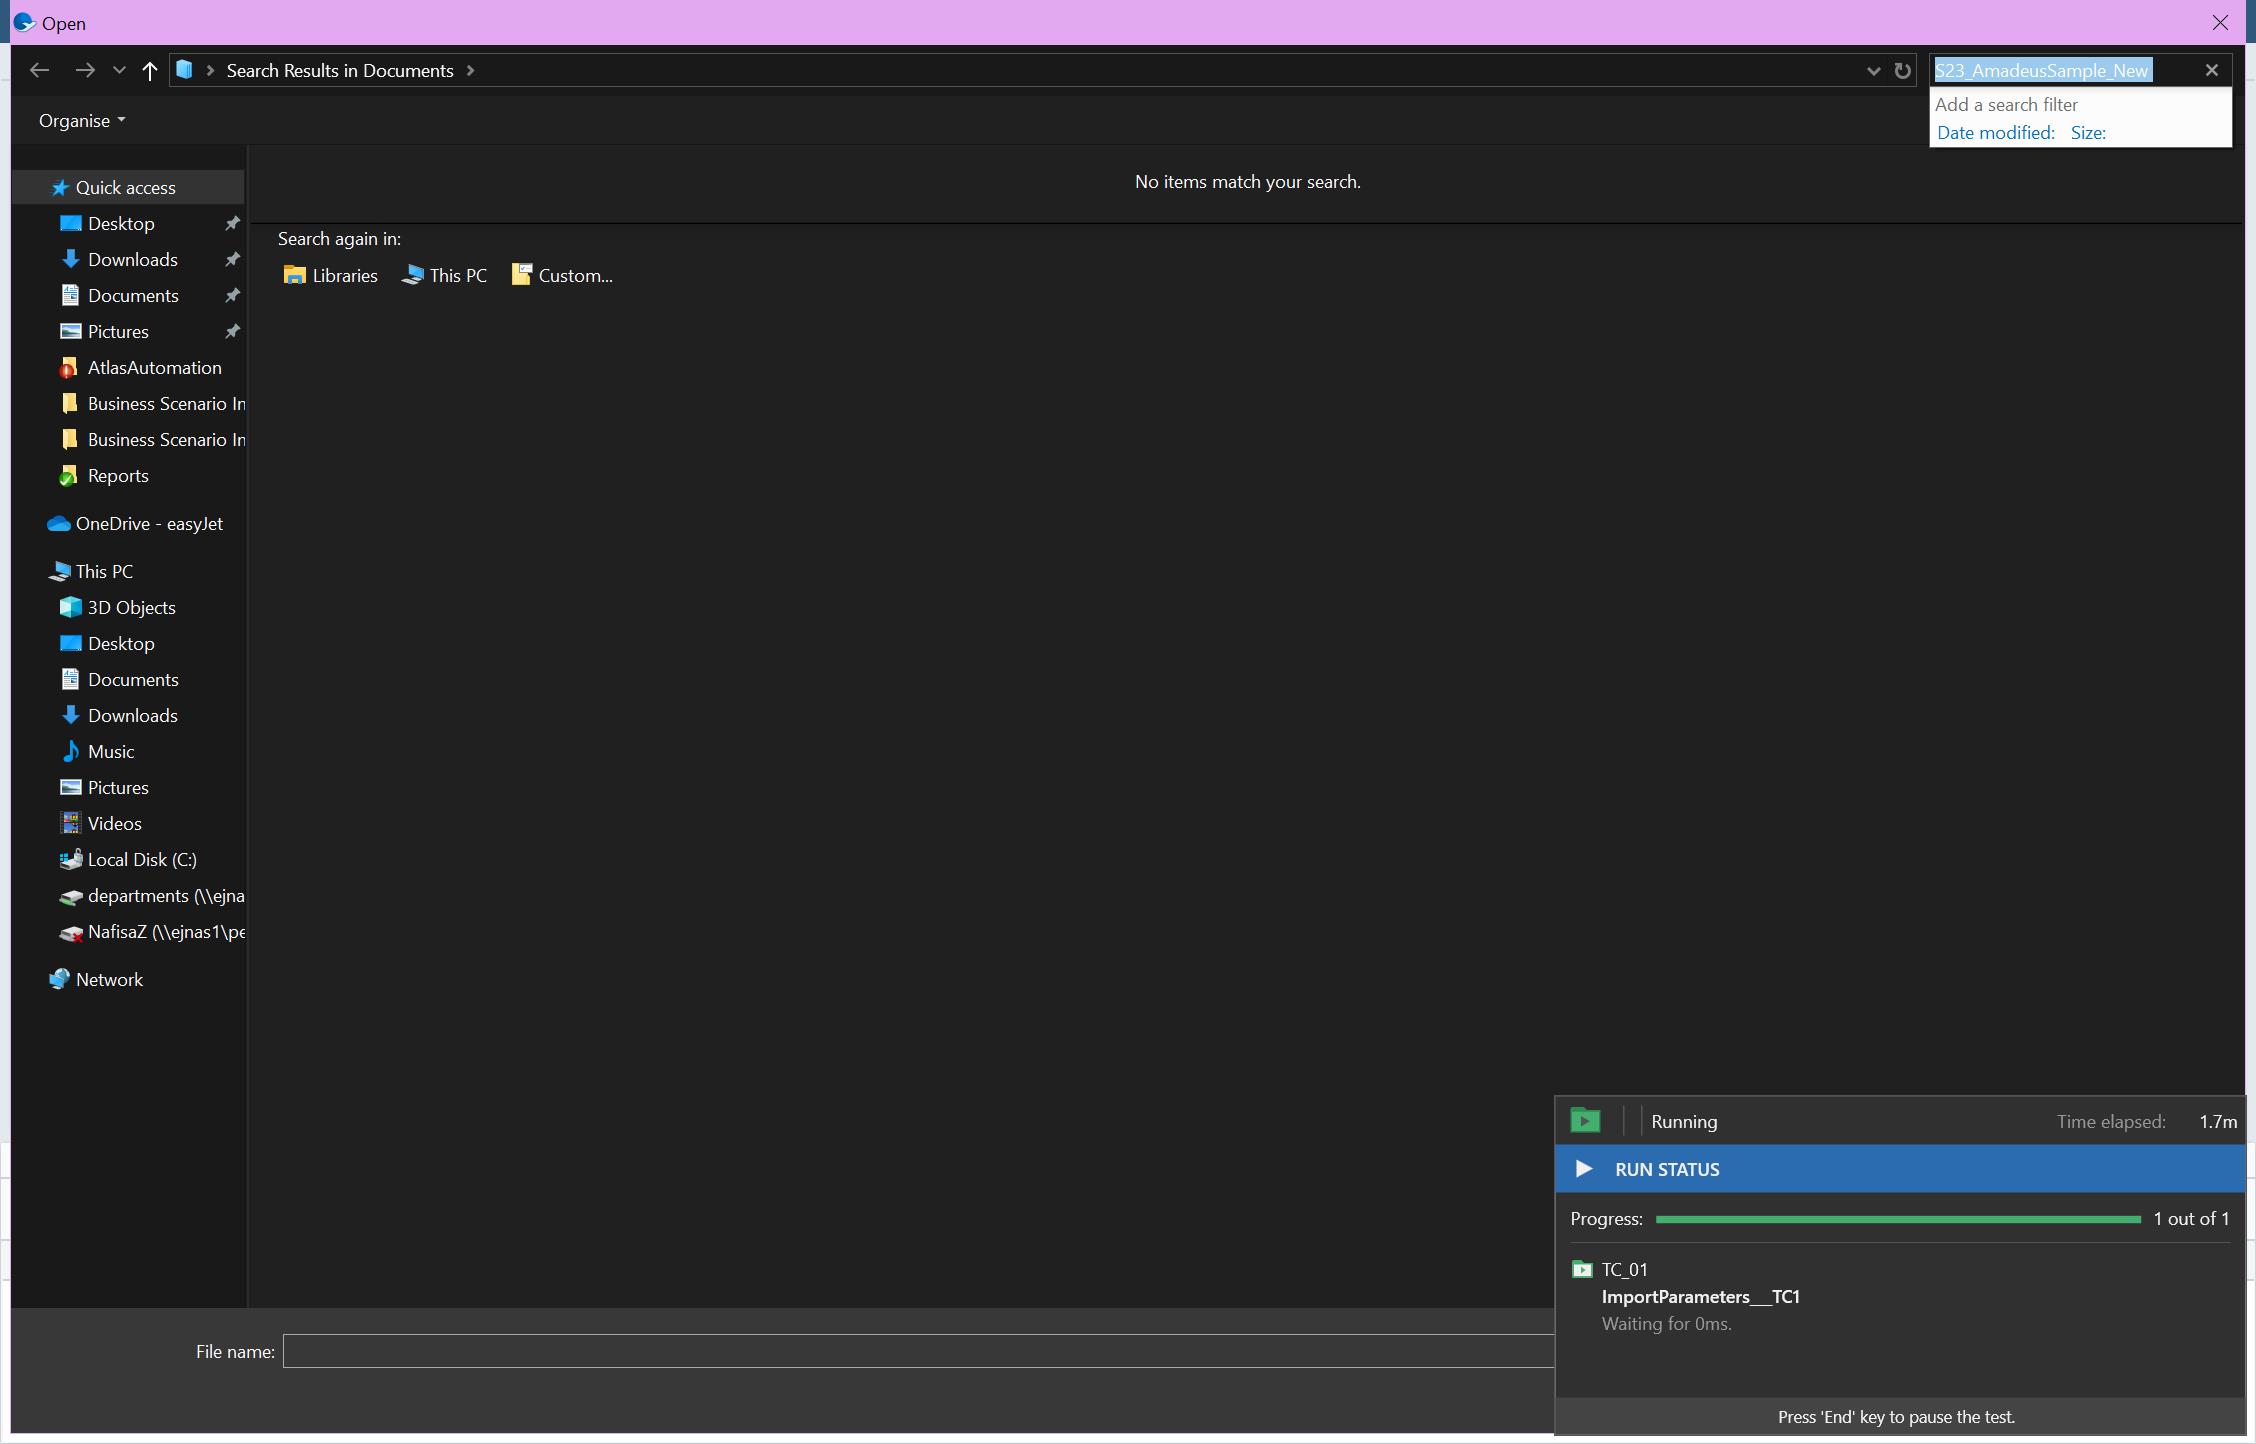 Open
Search Results in Documents
S23_AmadeusSample_New
Add a search filter
Date modified: Size:
Organise
No items match your search.
Search again in:
Libraries This PC Custom...
Quick access
Desktop
Downloads
Documents
Pictures
AtlasAutomation
Business Scenario In
Business Scenario In
Reports
OneDrive - easyJet
This PC
3D Objects
Desktop
Documents
Downloads
Music
Pictures
Videos
Local Disk (C:)
departments (\\ejna
NafisaZ (\\ejnas1\pe
Network
File name:
Running Time elapsed: 1.7m
RUN STATUS
Progress: 1 out of 1
TC_01
ImportParameters__TC1
Waiting for 0ms.
Press 'End' key to pause the test.